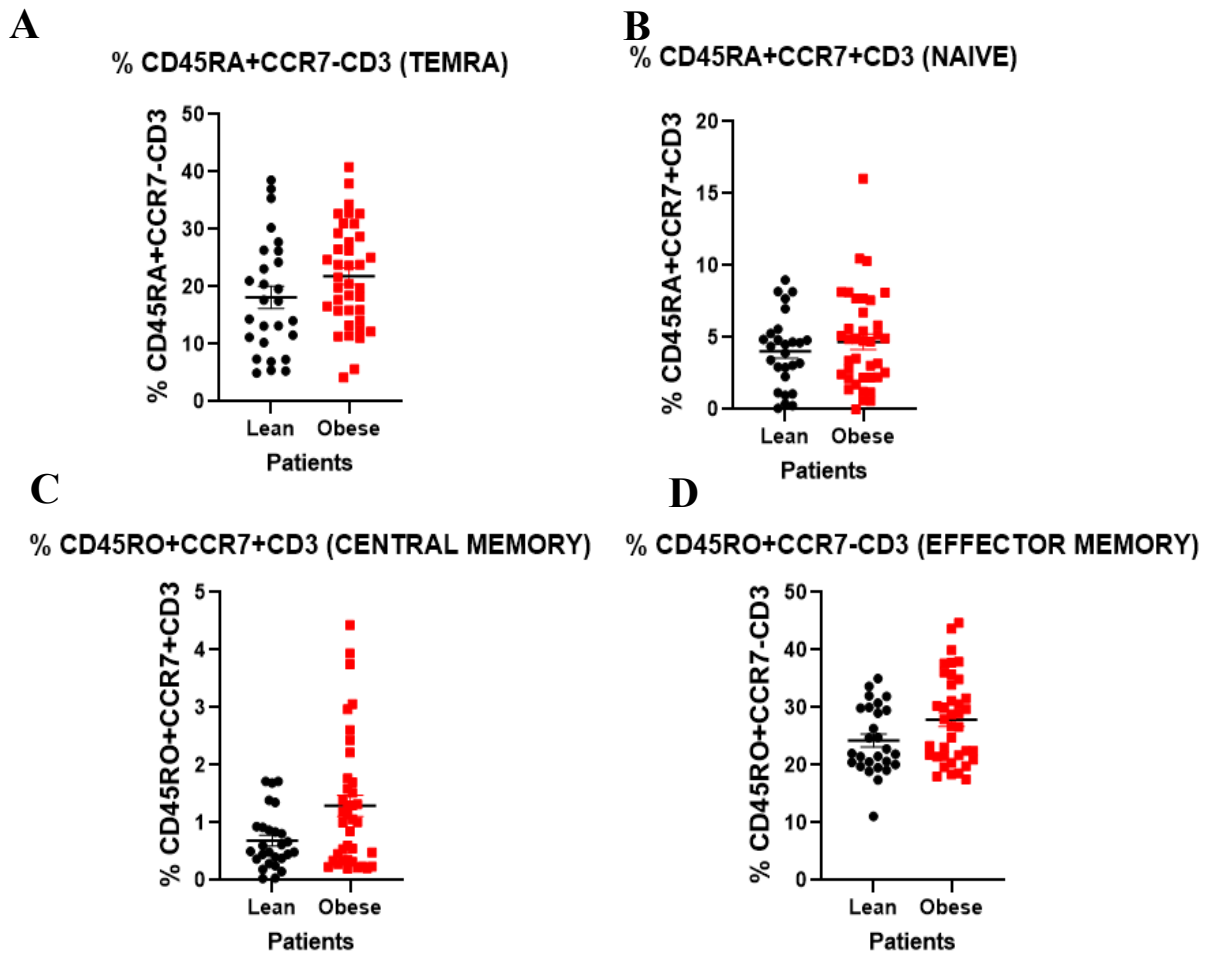 A
% CD45RA+CCR7-CD3 (TEMRA)
% CD45RA+CCR7-CD3
50
40
30
20
10
0
Lean Obese
Patients
B
% CD45RA+CCR7+CD3 (NAIVE)
% CD45RA+CCR7+CD3
20
15
10
5
0
Lean Obese
Patients
C
% CD45RO+CCR7+CD3 (CENTRAL MEMORY)
% CD45RO+CCR7+CD3
5
4
3
2
1
0
Lean Obese
Patients
D
% CD45RO+CCR7-CD3 (EFFECTOR MEMORY)
% CD45RO+CCR7-CD3
50
40
30
20
10
0
Lean Obese
Patients